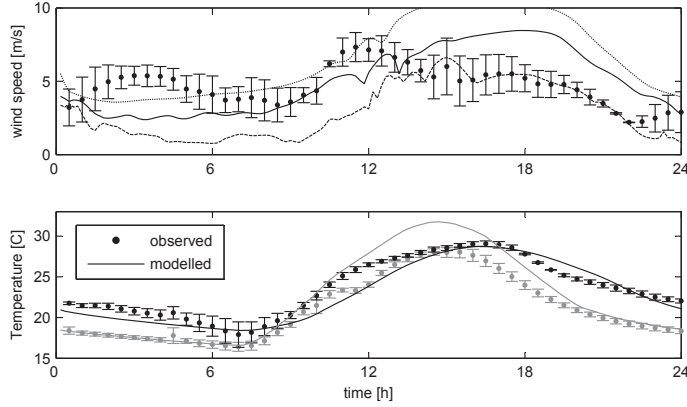 10
5
0
wind speed [m/s]
0 6 12 18 24
30
25
20
15
Temperature [C]
observed
modelled
0 6 12 18 24
time [h]